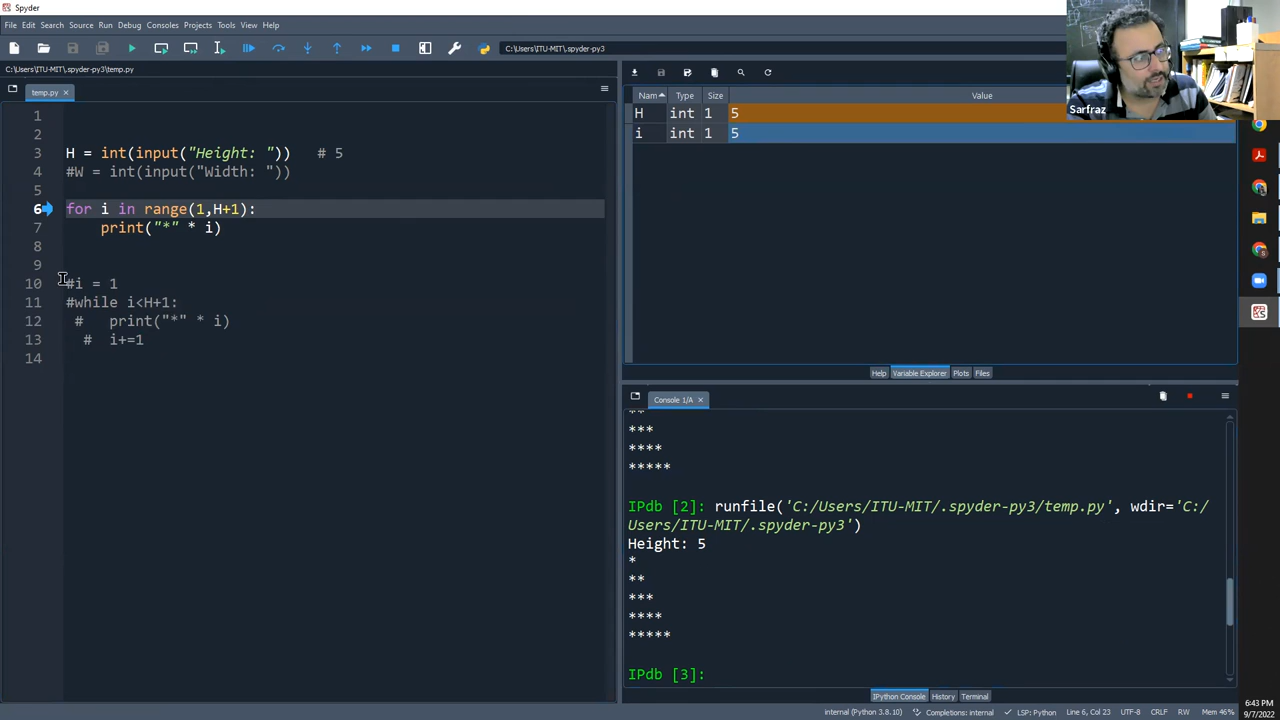 Spyder
File Edit Search Source Run Debug Consoles Projects Tools View Help
C:\Users\ITU-MIT\.spyder-py3
C:\Users\ITU-MIT\.spyder-py3\temp.py
temp.py
1
2
3 H = int(input("Height: ")) # 5
4 #W = int(input("Width: "))
5
6 for i in range(1,H+1):
7 print("*" * i)
8
9
10 #i = 1
11 #while i<H+1:
12 # print("*" * i)
13 # i+=1
14
Nam Type Size Value
H int 1 5
i int 1 5
Sarfraz
Help Variable Explorer Plots Files
Console 1/A
**
***
****
*****
IPdb [2]: runfile('C:/Users/ITU-MIT/.spyder-py3/temp.py', wdir='C:/
Users/ITU-MIT/.spyder-py3')
Height: 5
*
**
***
****
*****
IPdb [3]:
IPython Console History Terminal
internal (Python 3.8.10) Completions: internal LSP: Python Line 6, Col 23 UTF-8 CRLF RW Mem 46%
6:43 PM
9/7/2022